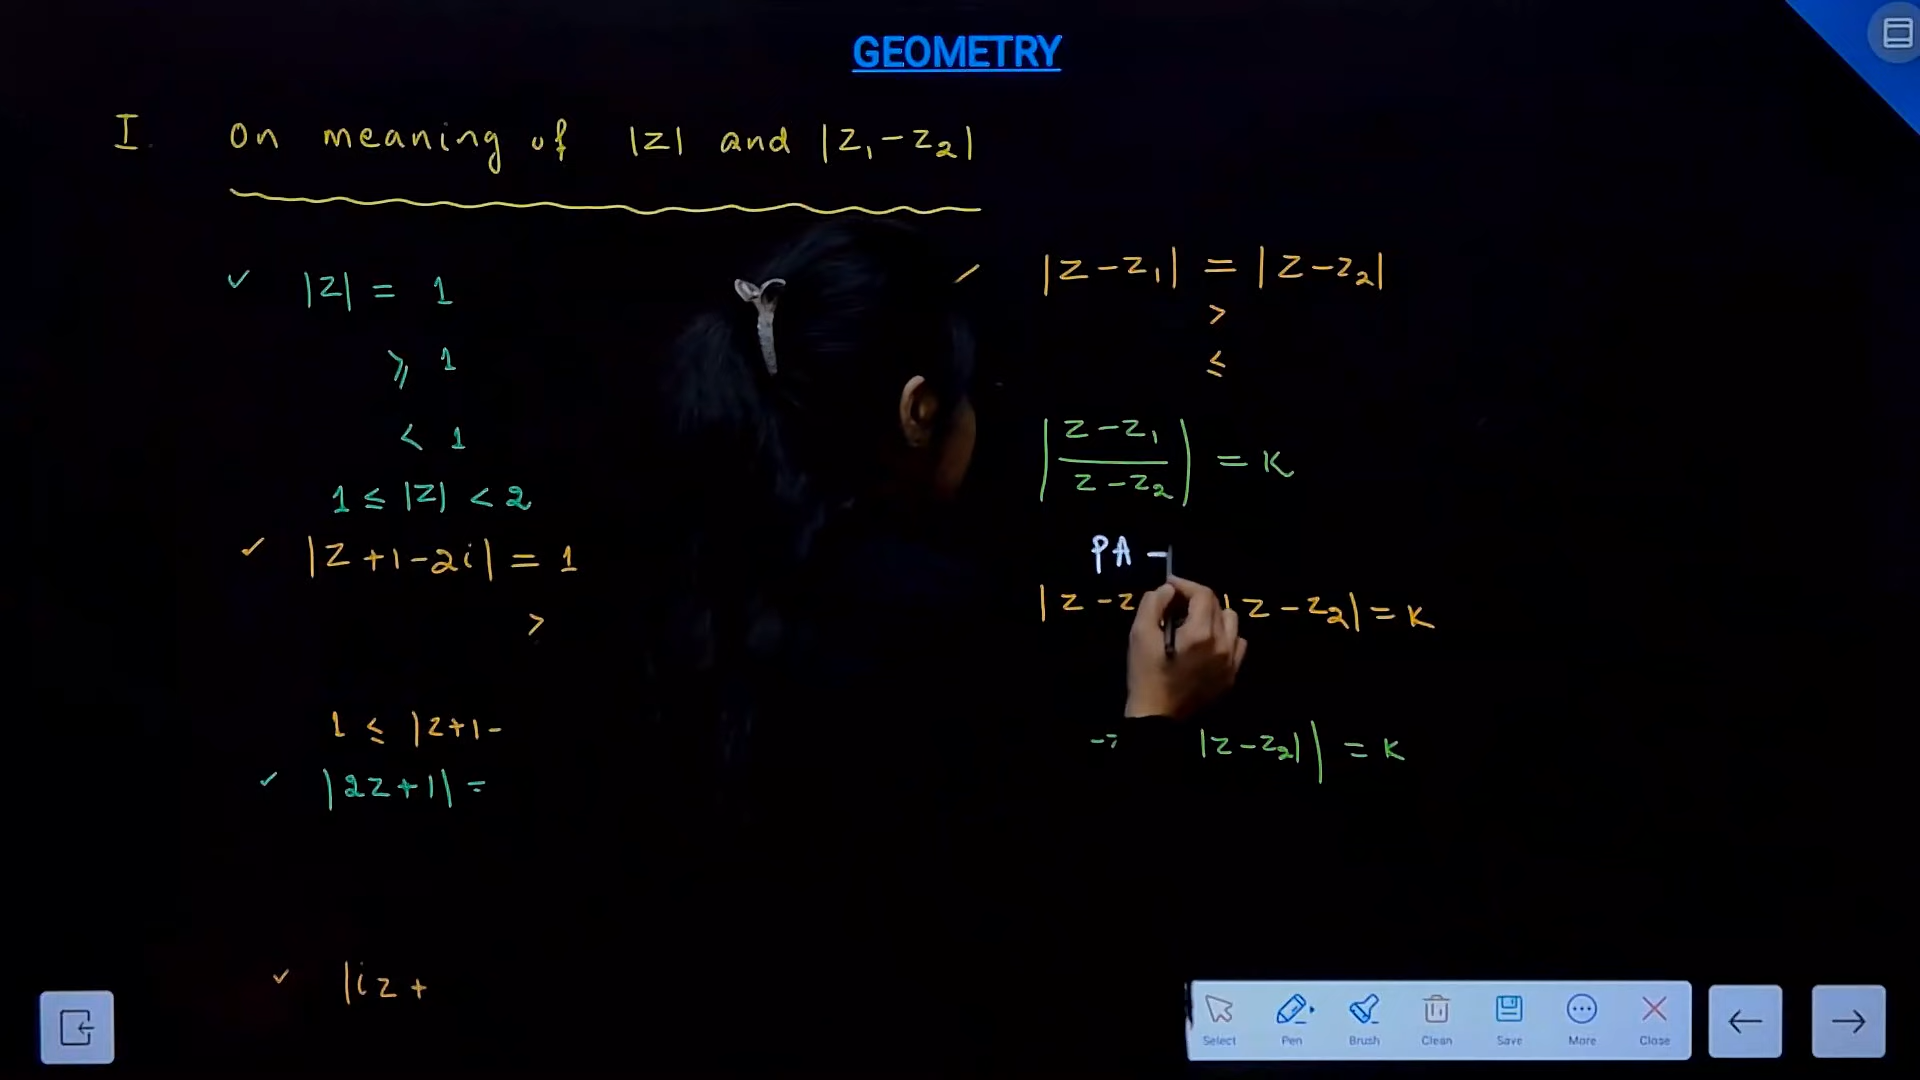 GEOMETRY
I. On meaning of |z| and |z₁-z₂|
✓ |z| = 1
⩾ 1
< 1
1 ≤ |z| < 2
✓ |z+1-2i| = 1
>
1 ≤ |z+1-
✓ |2z+1| =
✓ |iz+
|z-z₁| = |z-z₂|
>
≤
|z-z₁ / z-z₂| = K
PA -
|z-z |z-z₂| = K
|z-z₂|| = K
Select Pen Brush Clean Save More Close